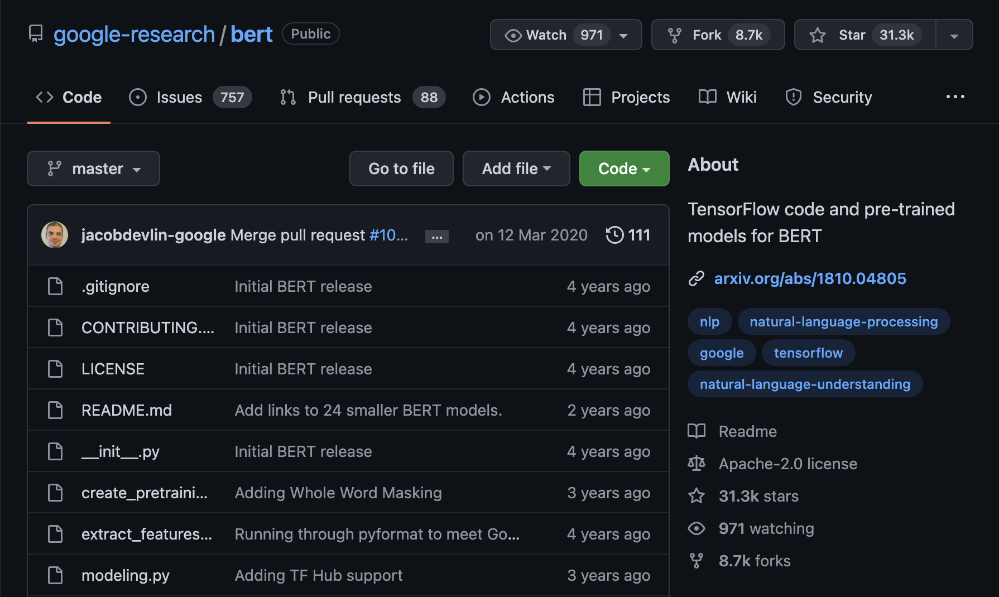 google-research / bert Public Watch 971 Fork 8.7k Star 31.3k
Code Issues 757 Pull requests 88 Actions Projects Wiki Security ...
master Go to file Add file Code
jacobdevlin-google Merge pull request #10... ... on 12 Mar 2020 111
.gitignore Initial BERT release 4 years ago
CONTRIBUTING.... Initial BERT release 4 years ago
LICENSE Initial BERT release 4 years ago
README.md Add links to 24 smaller BERT models. 2 years ago
__init__.py Initial BERT release 4 years ago
create_pretraini... Adding Whole Word Masking 3 years ago
extract_features... Running through pyformat to meet Go... 4 years ago
modeling.py Adding TF Hub support 3 years ago
About
TensorFlow code and pre-trained
models for BERT
arxiv.org/abs/1810.04805
nlp natural-language-processing
google tensorflow
natural-language-understanding
Readme
Apache-2.0 license
31.3k stars
971 watching
8.7k forks